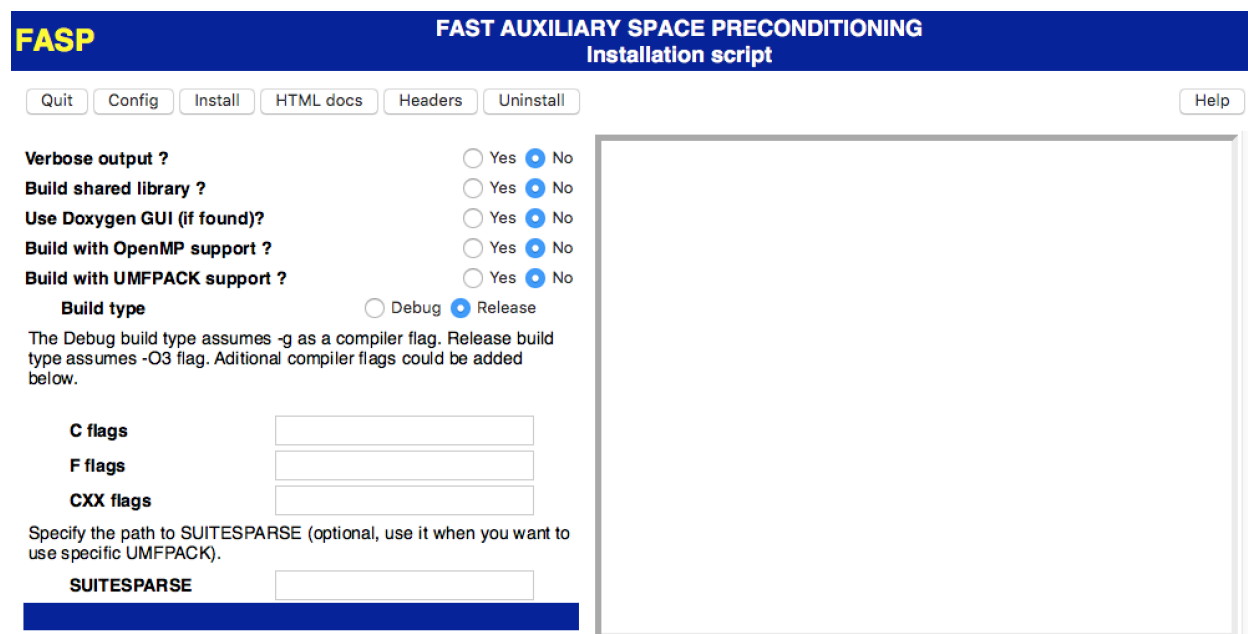 FASP
FAST AUXILIARY SPACE PRECONDITIONING
Installation script
Quit Config Install HTML docs Headers Uninstall Help
Verbose output ? Yes No
Build shared library ? Yes No
Use Doxygen GUI (if found)? Yes No
Build with OpenMP support ? Yes No
Build with UMFPACK support ? Yes No
Build type Debug Release
The Debug build type assumes -g as a compiler flag. Release build
type assumes -O3 flag. Aditional compiler flags could be added
below.
C flags
F flags
CXX flags
Specify the path to SUITESPARSE (optional, use it when you want to
use specific UMFPACK).
SUITESPARSE